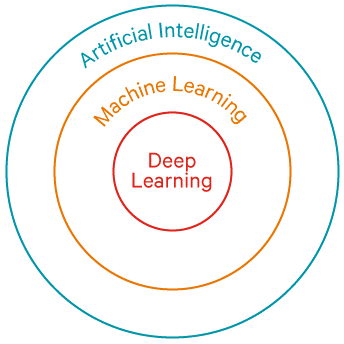 Artificial Intelligence
Machine Learning
Deep
Learning